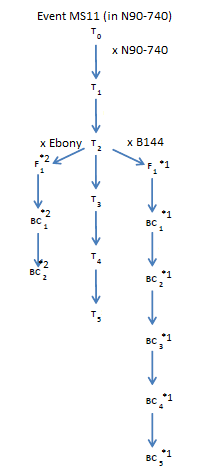 Event MS11 (in N90-740)
T0
x N90-740
T1
x Ebony T2 x B144
F1*2 F1*1
T3
BC1*2 BC1*1
T4
BC2*2 BC2*1
T5
BC3*1
BC4*1
BC5*1